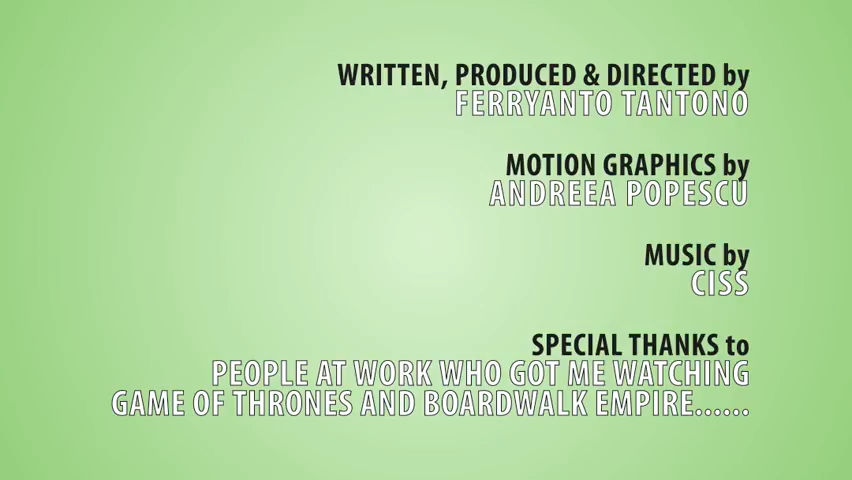 WRITTEN, PRODUCED & DIRECTED by
FERRYANTO TANTONO
MOTION GRAPHICS by
ANDREEA POPESCU
MUSIC by
CISS
SPECIAL THANKS to
PEOPLE AT WORK WHO GOT ME WATCHING
GAME OF THRONES AND BOARDWALK EMPIRE......